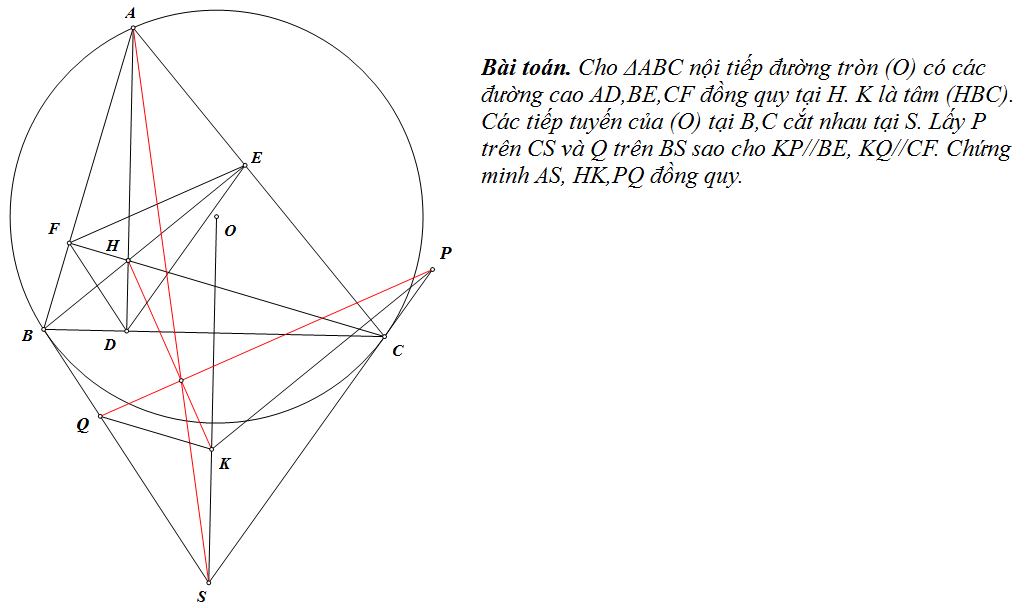 A
Bài toán. Cho ΔABC nội tiếp đường tròn (O) có các
đường cao AD,BE,CF đồng quy tại H. K là tâm (HBC).
Các tiếp tuyến của (O) tại B,C cắt nhau tại S. Lấy P
trên CS và Q trên BS sao cho KP//BE, KQ//CF. Chứng
minh AS, HK,PQ đồng quy.
E
F
O
H
P
B
D
C
Q
K
S